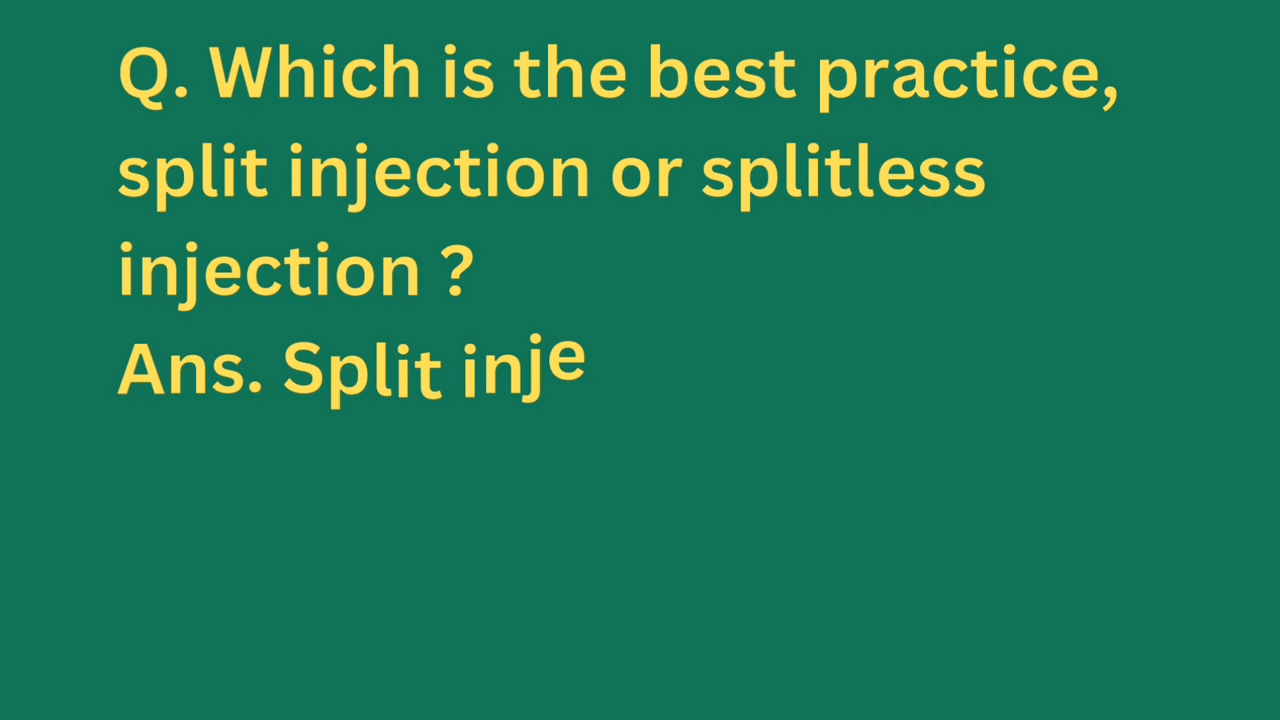 Q. Which is the best practice,
split injection or splitless
injection ?
Ans. Split inje